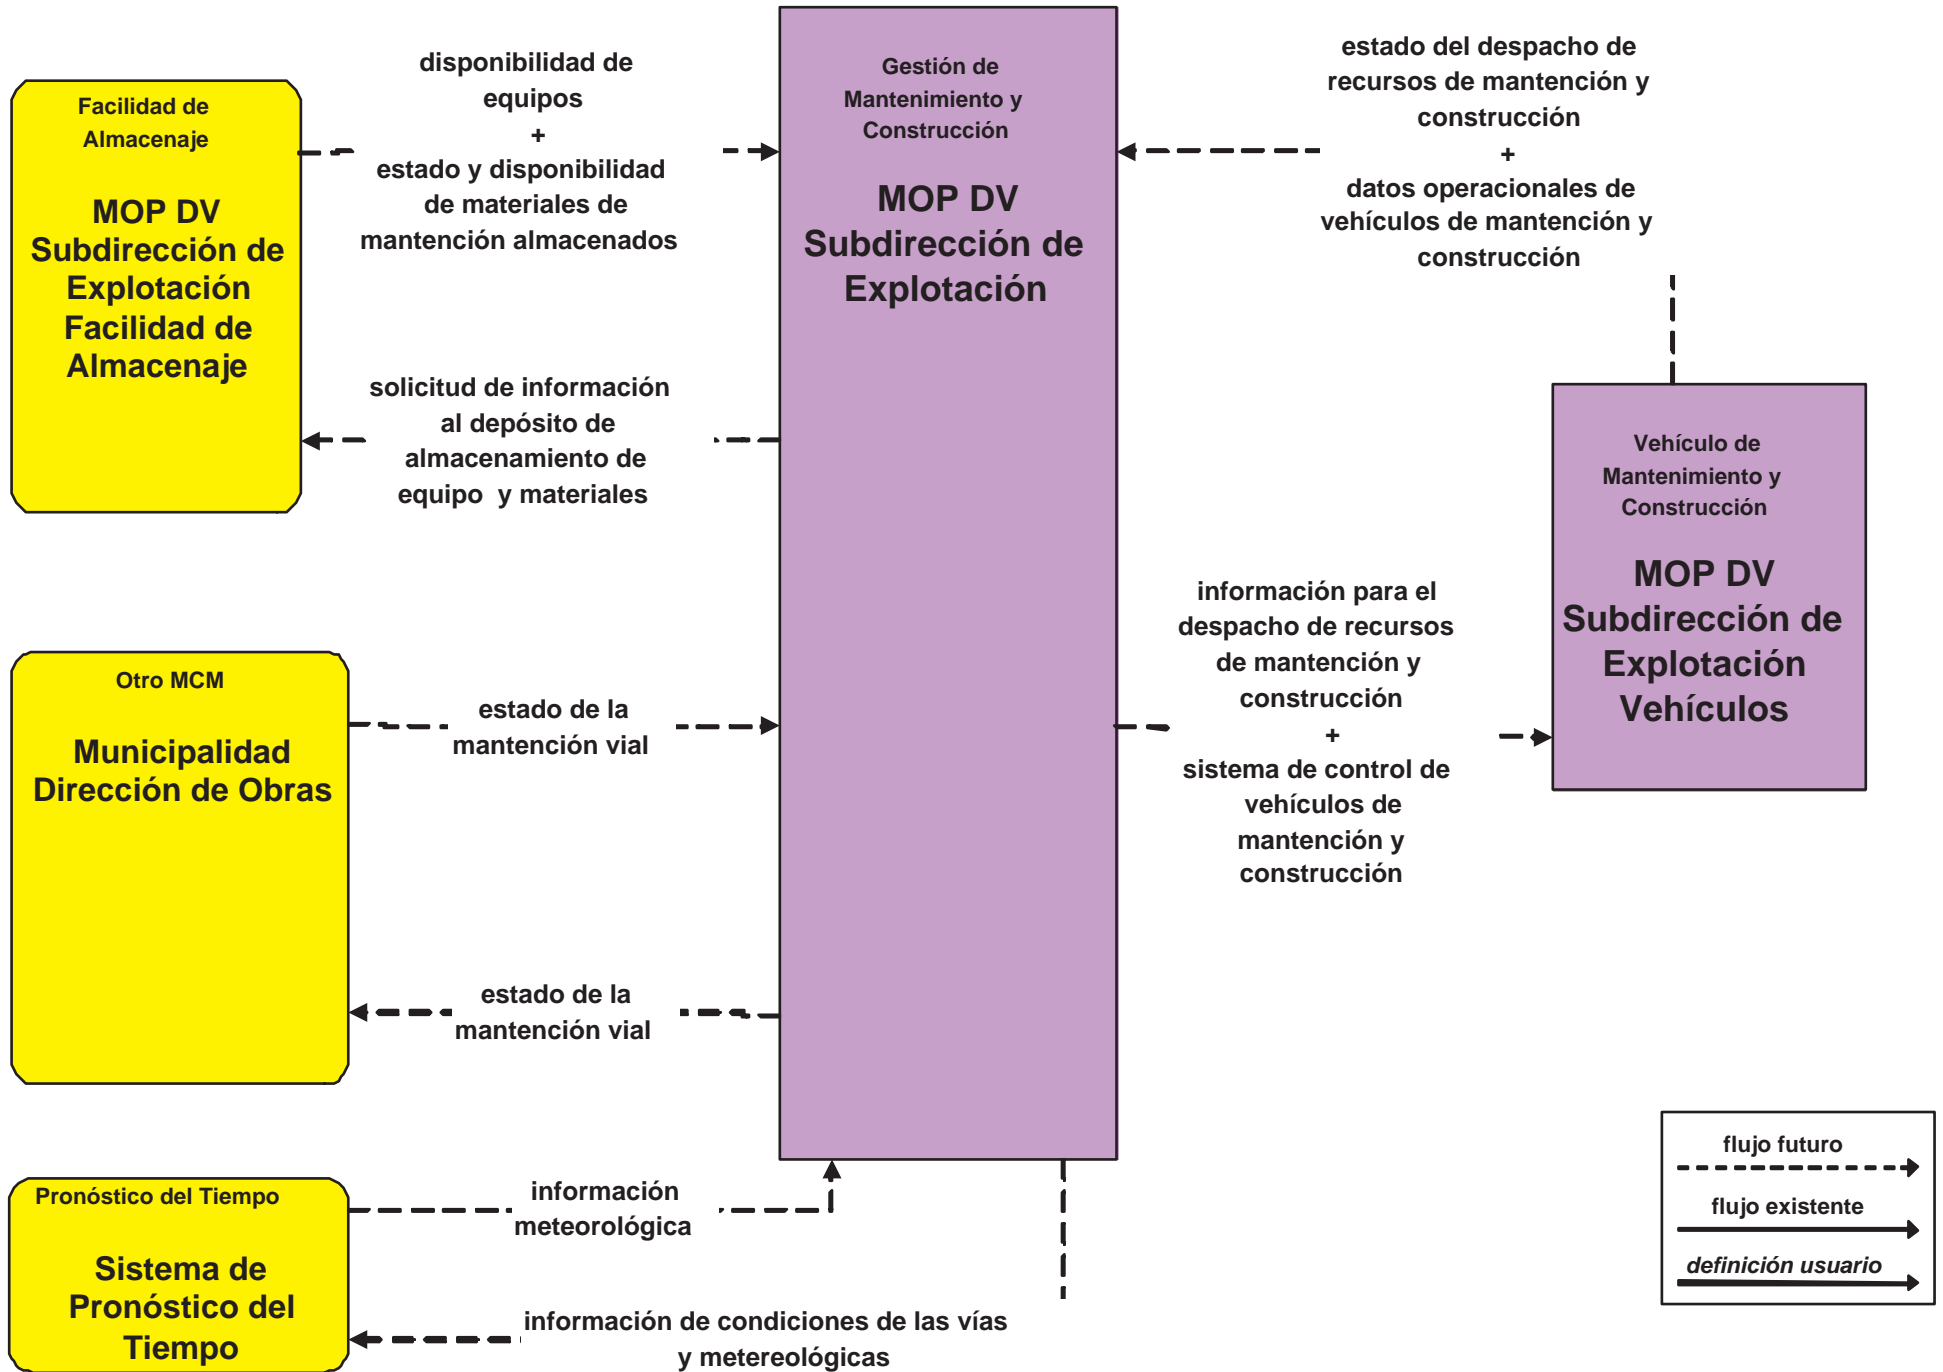 Facilidad de
Almacenaje
MOP DV
Subdirección de
Explotación
Facilidad de
Almacenaje
disponibilidad de
equipos
+
estado y disponibilidad
de materiales de
mantención almacenados
solicitud de información
al depósito de
almacenamiento de
equipo y materiales
Gestión de
Mantenimiento y
Construcción
MOP DV
Subdirección de
Explotación
estado del despacho de
recursos de mantención y
construcción
+
datos operacionales de
vehículos de mantención y
construcción
Vehículo de
Mantenimiento y
Construcción
MOP DV
Subdirección de
Explotación
Vehículos
información para el
despacho de recursos
de mantención y
construcción
+
sistema de control de
vehículos de
mantención y
construcción
Otro MCM
Municipalidad
Dirección de Obras
estado de la
mantención vial
estado de la
mantención vial
Pronóstico del Tiempo
Sistema de
Pronóstico del
Tiempo
información
meteorológica
información de condiciones de las vías
y metereológicas
flujo futuro
flujo existente
definición usuario